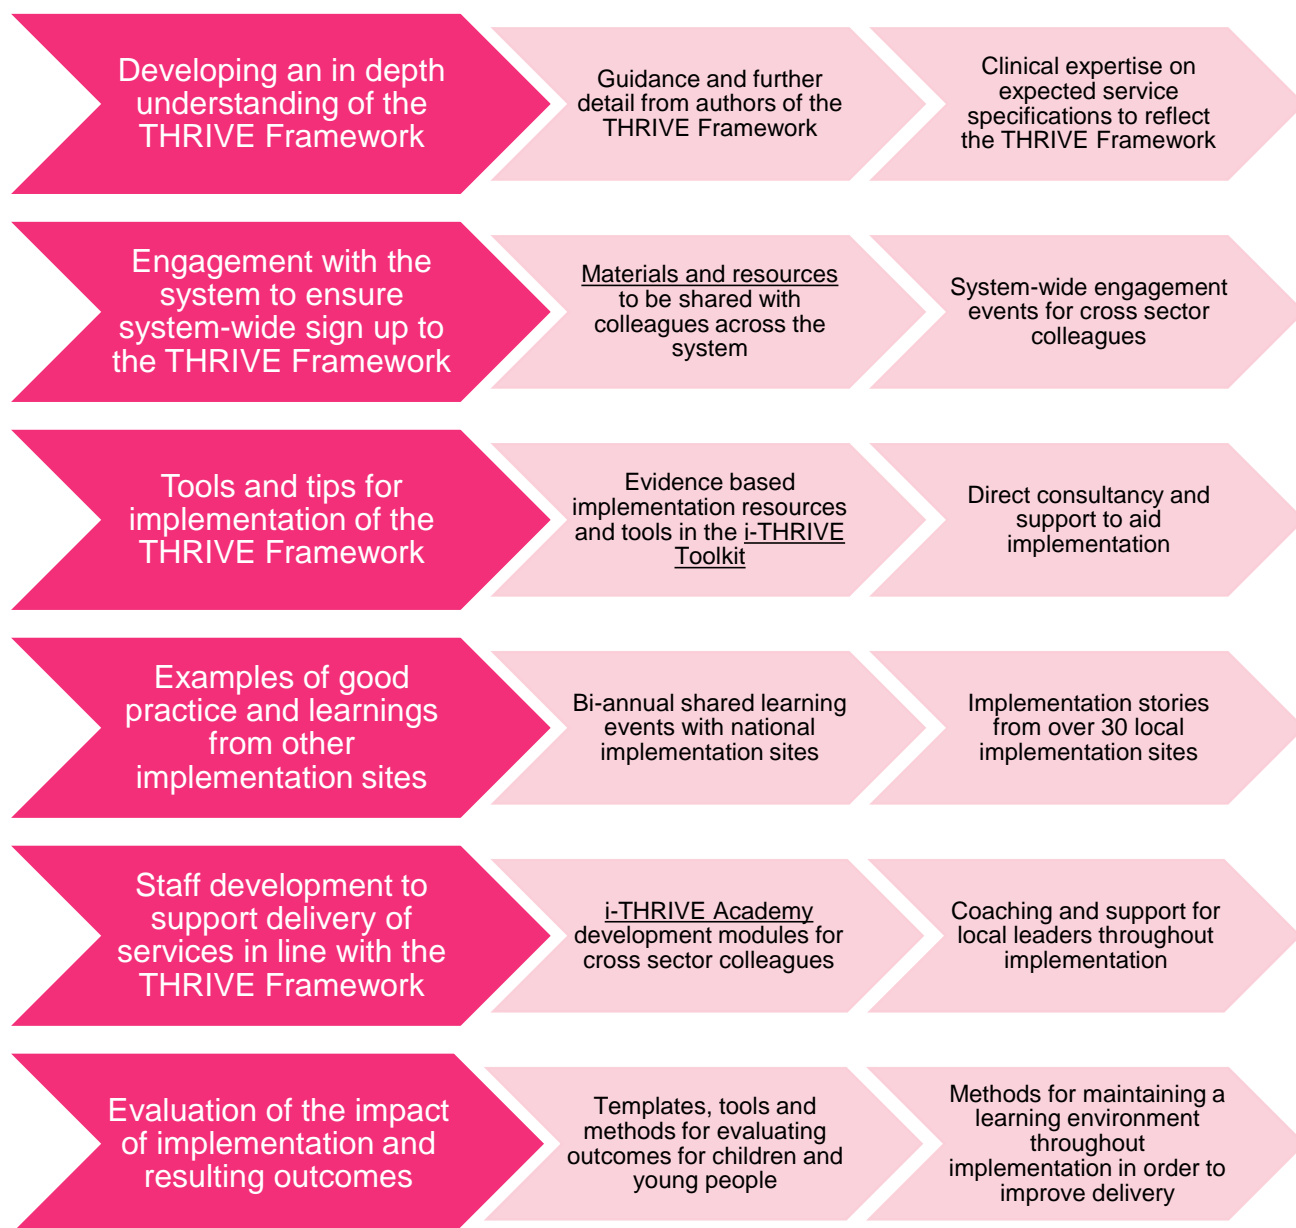 Developing an in depth
understanding of the
THRIVE Framework
Guidance and further
detail from authors of the
THRIVE Framework
Clinical expertise on
expected service
specifications to reflect
the THRIVE Framework
Engagement with the
system to ensure
system-wide sign up to
the THRIVE Framework
Materials and resources
to be shared with
colleagues across the
system
System-wide engagement
events for cross sector
colleagues
Tools and tips for
implementation of the
THRIVE Framework
Evidence based
implementation resources
and tools in the i-THRIVE
Toolkit
Direct consultancy and
support to aid
implementation
Examples of good
practice and learnings
from other
implementation sites
Bi-annual shared learning
events with national
implementation sites
Implementation stories
from over 30 local
implementation sites
Staff development to
support delivery of
services in line with the
THRIVE Framework
i-THRIVE Academy
development modules for
cross sector colleagues
Coaching and support for
local leaders throughout
implementation
Evaluation of the impact
of implementation and
resulting outcomes
Templates, tools and
methods for evaluating
outcomes for children and
young people
Methods for maintaining a
learning environment
throughout
implementation in order to
improve delivery